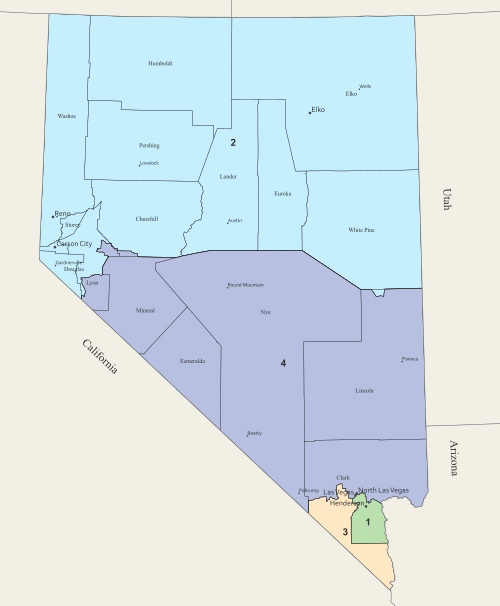 Humboldt
Wells
Elko
Elko
Washoe
2
Pershing
Lovelock
Lander
Eureka
Utah
Reno
Storey
Churchill
Austin
White Pine
Carson City
Gardnerville
Douglas
Lyon
Round Mountain
Mineral
Nye
California
Esmeralda
4
Panaca
Lincoln
Beatty
Arizona
Clark
Pahrump
Las Vegas
North Las Vegas
Henderson
1
3